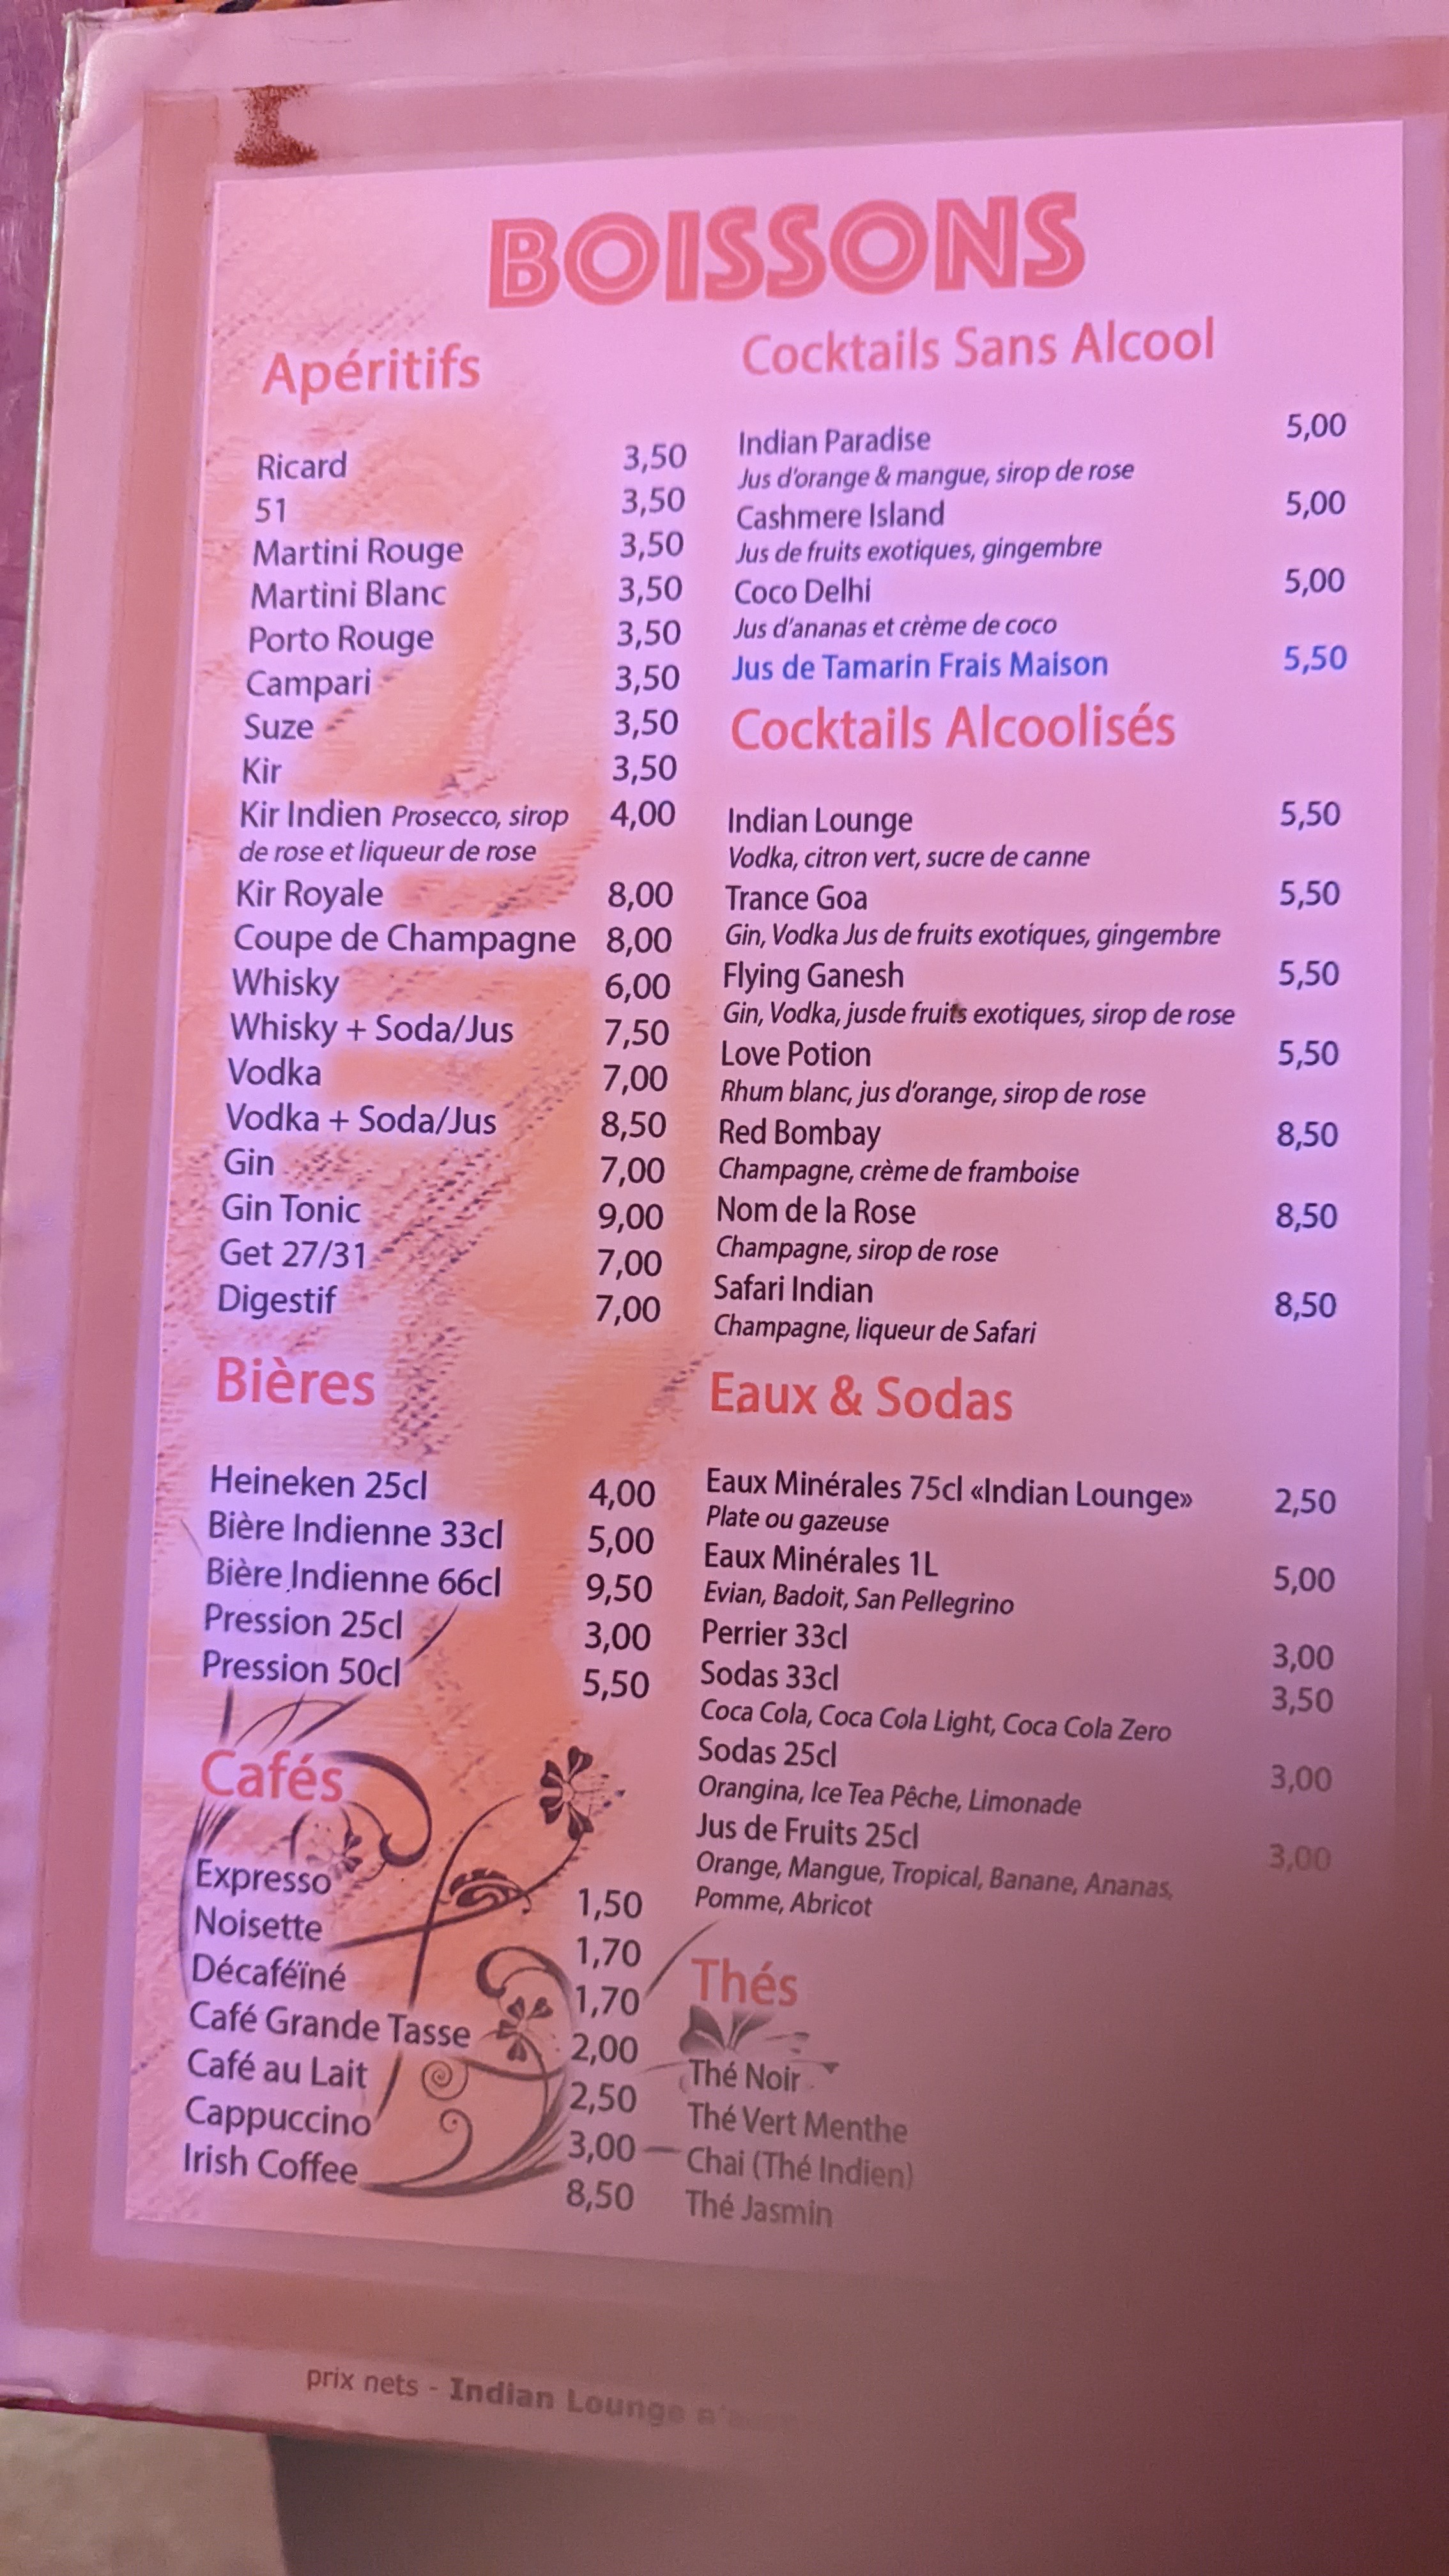 BOISSONS
Apéritifs
Ricard 3,50
51 3,50
Martini Rouge 3,50
Martini Blanc 3,50
Porto Rouge 3,50
Campari 3,50
Suze 3,50
Kir 3,50
Kir Indien Prosecco, sirop 4,00
de rose et liqueur de rose
Kir Royale 8,00
Coupe de Champagne 8,00
Whisky 6,00
Whisky + Soda/Jus 7,50
Vodka 7,00
Vodka + Soda/Jus 8,50
Gin 7,00
Gin Tonic 9,00
Get 27/31 7,00
Digestif 7,00
Bières
Heineken 25cl 4,00
Bière Indienne 33cl 5,00
Bière Indienne 66cl 9,50
Pression 25cl 3,00
Pression 50cl 5,50
Cafés
Expresso 1,50
Noisette 1,70
Décaféïné 1,70
Café Grande Tasse 2,00
Café au Lait 2,50
Cappuccino 3,00
Irish Coffee 8,50
Cocktails Sans Alcool
Indian Paradise 5,00
Jus d'orange & mangue, sirop de rose
Cashmere Island 5,00
Jus de fruits exotiques, gingembre
Coco Delhi 5,00
Jus d'ananas et crème de coco
Jus de Tamarin Frais Maison 5,50
Cocktails Alcoolisés
Indian Lounge 5,50
Vodka, citron vert, sucre de canne
Trance Goa 5,50
Gin, Vodka Jus de fruits exotiques, gingembre
Flying Ganesh 5,50
Gin, Vodka, jusde fruits exotiques, sirop de rose
Love Potion 5,50
Rhum blanc, jus d'orange, sirop de rose
Red Bombay 8,50
Champagne, crème de framboise
Nom de la Rose 8,50
Champagne, sirop de rose
Safari Indian 8,50
Champagne, liqueur de Safari
Eaux & Sodas
Eaux Minérales 75cl «Indian Lounge» 2,50
Plate ou gazeuse
Eaux Minérales 1L 5,00
Evian, Badoit, San Pellegrino
Perrier 33cl 3,00
Sodas 33cl 3,50
Coca Cola, Coca Cola Light, Coca Cola Zero
Sodas 25cl 3,00
Orangina, Ice Tea Pêche, Limonade
Jus de Fruits 25cl 3,00
Orange, Mangue, Tropical, Banane, Ananas,
Pomme, Abricot
Thés
Thé Noir
Thé Vert Menthe
Chai (Thé Indien)
Thé Jasmin
prix nets - Indian Lounge